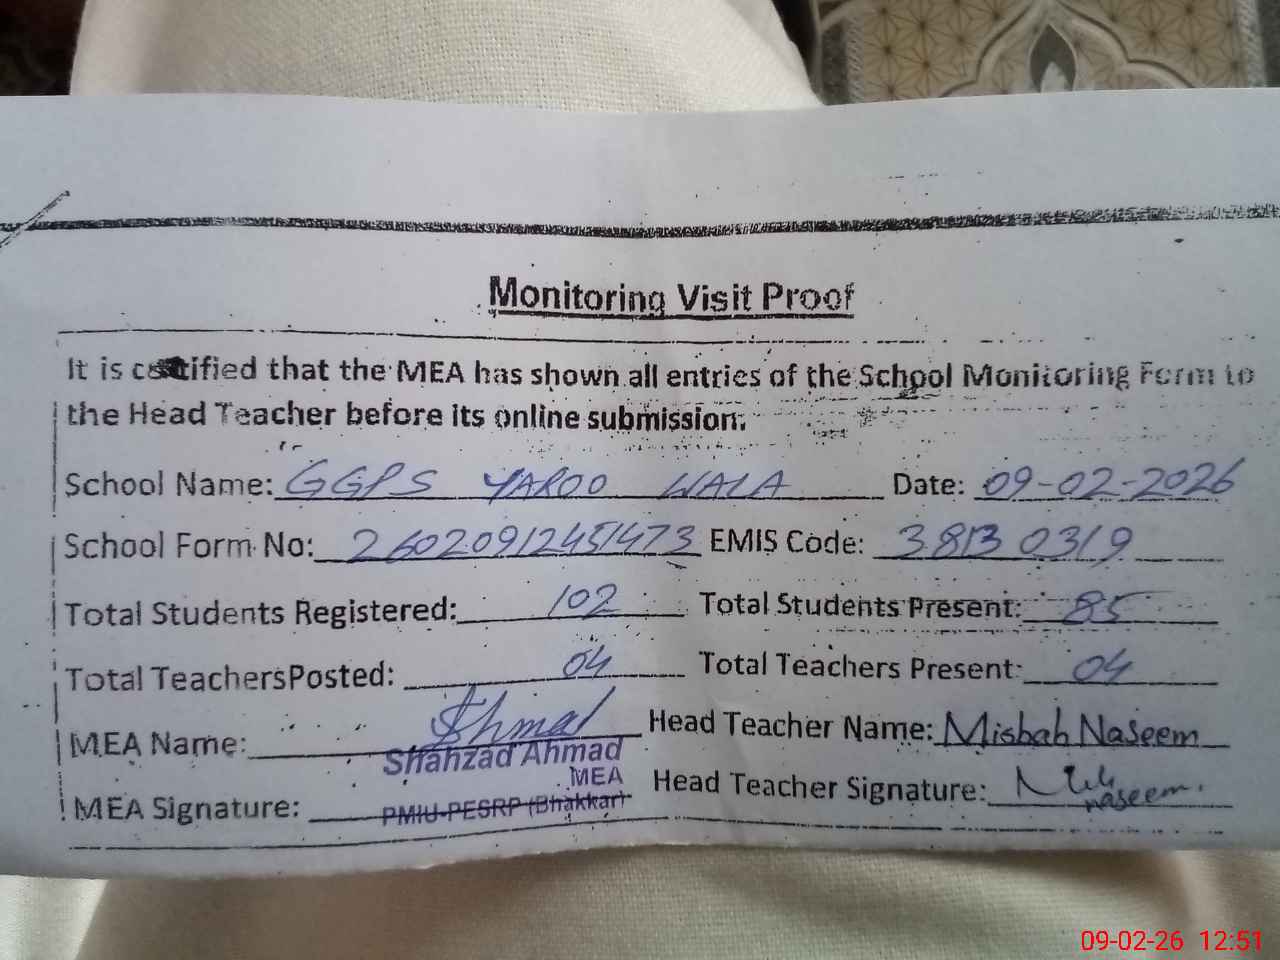 Monitoring Visit Proof
It is certified that the MEA has shown all entries of the School Monitoring Form to
the Head Teacher before its online submission.
School Name: GGPS YAROO WALA Date: 09-02-2026
School Form No: 26020912451473 EMIS Code: 38130319
Total Students Registered: 102 Total Students Present: 85
Total TeachersPosted: 04 Total Teachers Present: 04
MEA Name: Ahmad Head Teacher Name: Misbah Naseem
Shahzad Ahmad
MEA
MEA Signature: PMIU-PESRP (Bhakkar) Head Teacher Signature: naseem.
09-02-26 12:51